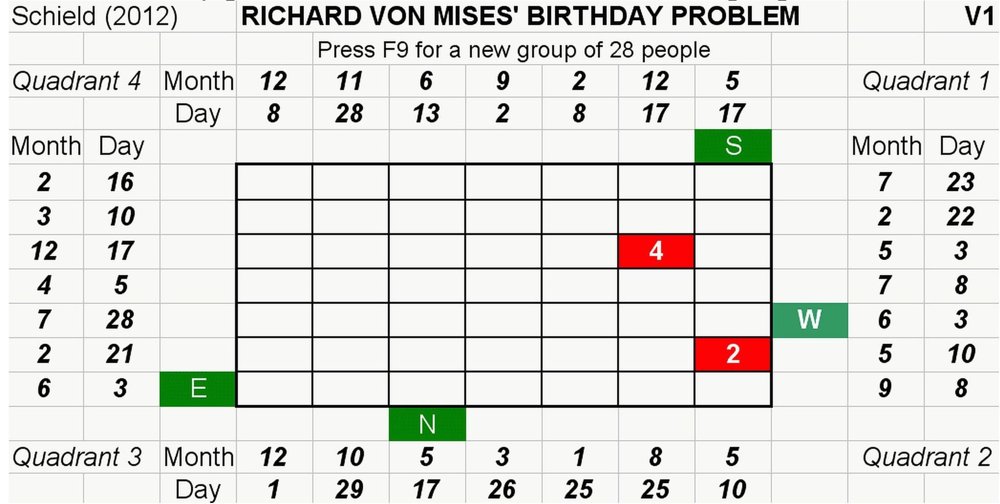 Schield (2012) RICHARD VON MISES' BIRTHDAY PROBLEM V1
Press F9 for a new group of 28 people
Quadrant 4 Month 12 11 6 9 2 12 5 Quadrant 1
Day 8 28 13 2 8 17 17
Month Day S Month Day
2 16 7 23
3 10 2 22
12 17 4 5 3
4 5 7 8
7 28 W 6 3
2 21 2 5 10
6 3 E 9 8
N
Quadrant 3 Month 12 10 5 3 1 8 5 Quadrant 2
Day 1 29 17 26 25 25 10